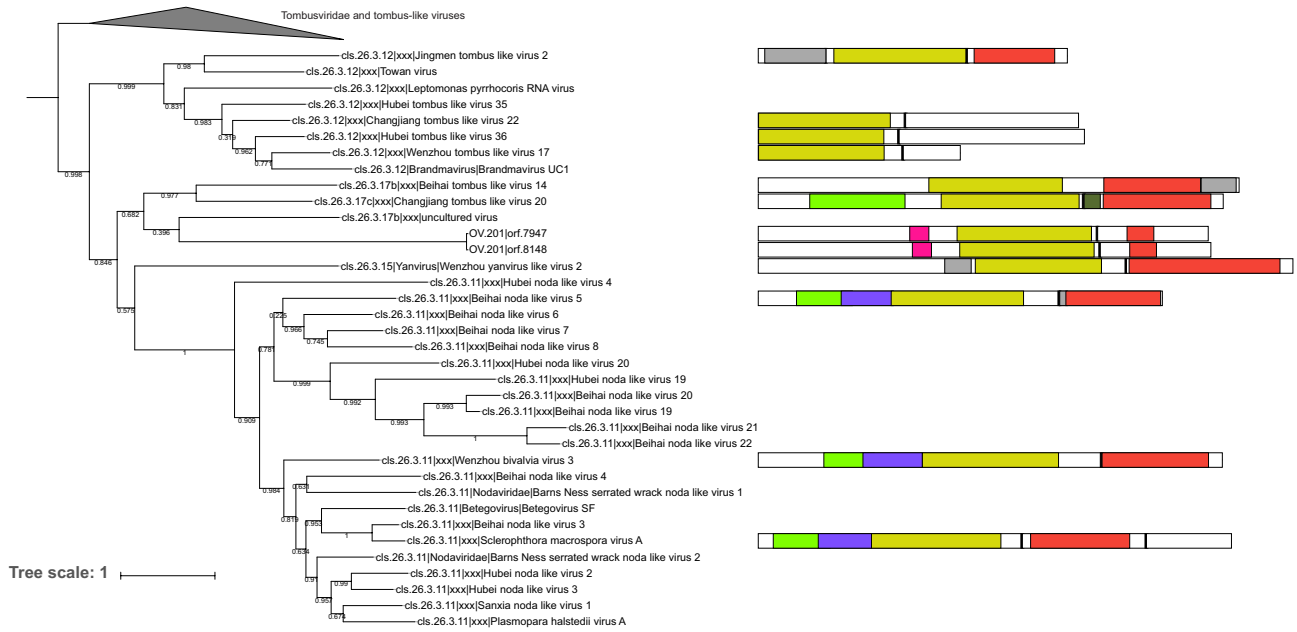 Tombusviridae and tombus-like viruses
cls.26.3.12|xxx|Jingmen tombus like virus 2
0.98
cls.26.3.12|xxx|Towan virus
0.999
cls.26.3.12|xxx|Leptomonas pyrrhocoris RNA virus
0.831
cls.26.3.12|xxx|Hubei tombus like virus 35
0.983
cls.26.3.12|xxx|Changjiang tombus like virus 22
0.319
cls.26.3.12|xxx|Hubei tombus like virus 36
0.962
cls.26.3.12|xxx|Wenzhou tombus like virus 17
0.771
cls.26.3.12|Brandmavirus|Brandmavirus UC1
0.998
cls.26.3.17b|xxx|Beihai tombus like virus 14
0.977
cls.26.3.17c|xxx|Changjiang tombus like virus 20
0.682
cls.26.3.17b|xxx|uncultured virus
0.396
OV.201|orf.7947
OV.201|orf.8148
0.846
cls.26.3.15|Yanvirus|Wenzhou yanvirus like virus 2
cls.26.3.11|xxx|Hubei noda like virus 4
cls.26.3.11|xxx|Beihai noda like virus 5
0.575
0.225
cls.26.3.11|xxx|Beihai noda like virus 6
0.966
cls.26.3.11|xxx|Beihai noda like virus 7
0.745
cls.26.3.11|xxx|Beihai noda like virus 8
0.781
1
cls.26.3.11|xxx|Hubei noda like virus 20
0.999
cls.26.3.11|xxx|Hubei noda like virus 19
0.992
cls.26.3.11|xxx|Beihai noda like virus 20
0.993
cls.26.3.11|xxx|Beihai noda like virus 19
0.909
0.993
cls.26.3.11|xxx|Beihai noda like virus 21
1
cls.26.3.11|xxx|Beihai noda like virus 22
cls.26.3.11|xxx|Wenzhou bivalvia virus 3
cls.26.3.11|xxx|Beihai noda like virus 4
0.984
0.631
cls.26.3.11|Nodaviridae|Barns Ness serrated wrack noda like virus 1
cls.26.3.11|Betegovirus|Betegovirus SF
0.819
0.953
cls.26.3.11|xxx|Beihai noda like virus 3
1
cls.26.3.11|xxx|Sclerophthora macrospora virus A
0.634
cls.26.3.11|Nodaviridae|Barns Ness serrated wrack noda like virus 2
cls.26.3.11|xxx|Hubei noda like virus 2
Tree scale: 1
0.91
0.99
cls.26.3.11|xxx|Hubei noda like virus 3
0.957
cls.26.3.11|xxx|Sanxia noda like virus 1
0.674
cls.26.3.11|xxx|Plasmopara halstedii virus A